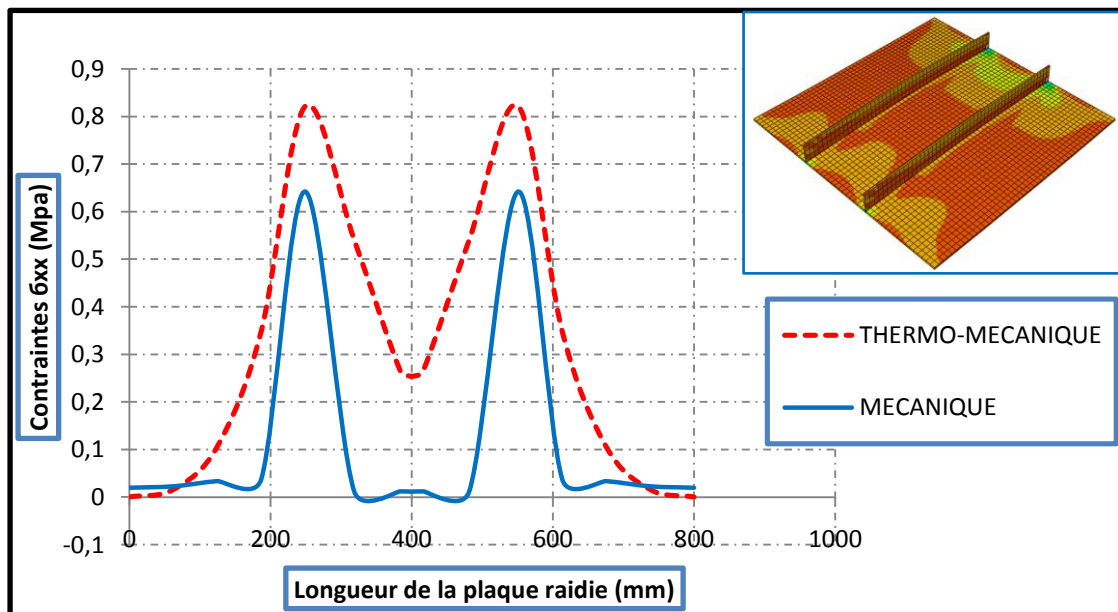 0,9
0,8
0,7
0,6
0,5
0,4
0,3
0,2
0,1
0
-0,1
0 200 400 600 800 1000
Contraintes бxx (Mpa)
Longueur de la plaque raidie (mm)
THERMO-MECANIQUE
MECANIQUE